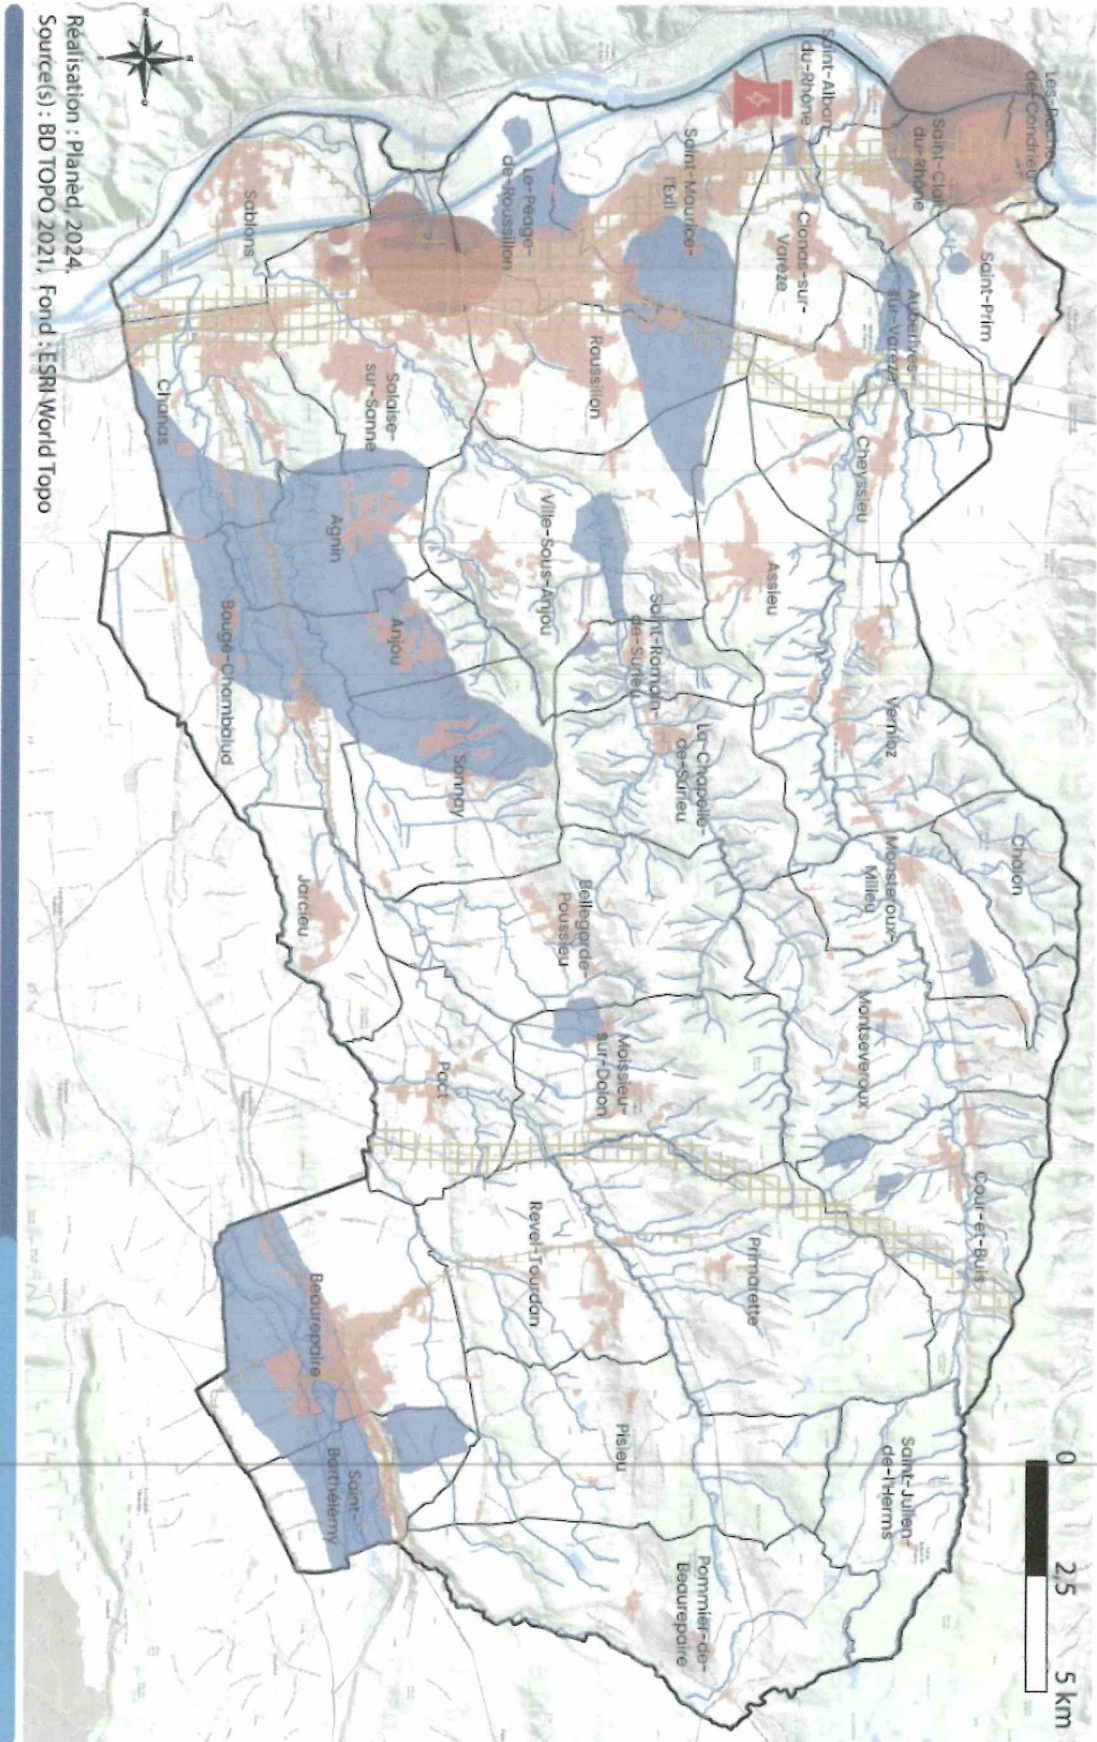 Les Roches-
de-Condrieu
Saint-Clair-
du-Rhône
Saint-Prim
Saint-Alban-
du-Rhône
Auberives-
sur-Varèze
Clonas-sur-
Varèze
Cheyssieu
Vernioz
Chalon
Monsteroux-
Milieu
Montseveroux
Cour-et-Buis
Saint-Julien-
de-l'Herms
Saint-Maurice-
l'Exil
Assieu
Le-Péage-
de-Roussillon
Roussillon
Saint-Romain-
de-Surieu
La-Chapelle-
de-Surieu
Ville-Sous-Anjou
Bellegarde-
Poussieu
Moissieu-
sur-Dolon
Primarette
Pisieu
Pommier-de-
Beaurepaire
Revel-Tourdan
Sablons
Salaise-
sur-Sanne
Agnin
Anjou
Sonnay
Pact
Chanas
Bougé-Chambalud
Jarcieu
Beaurepaire
Saint-
Barthélemy
0 2,5 5 km
Réalisation : Planèd, 2024,
Source(s) : BD TOPO 2021, Fond : ESRI World Topo